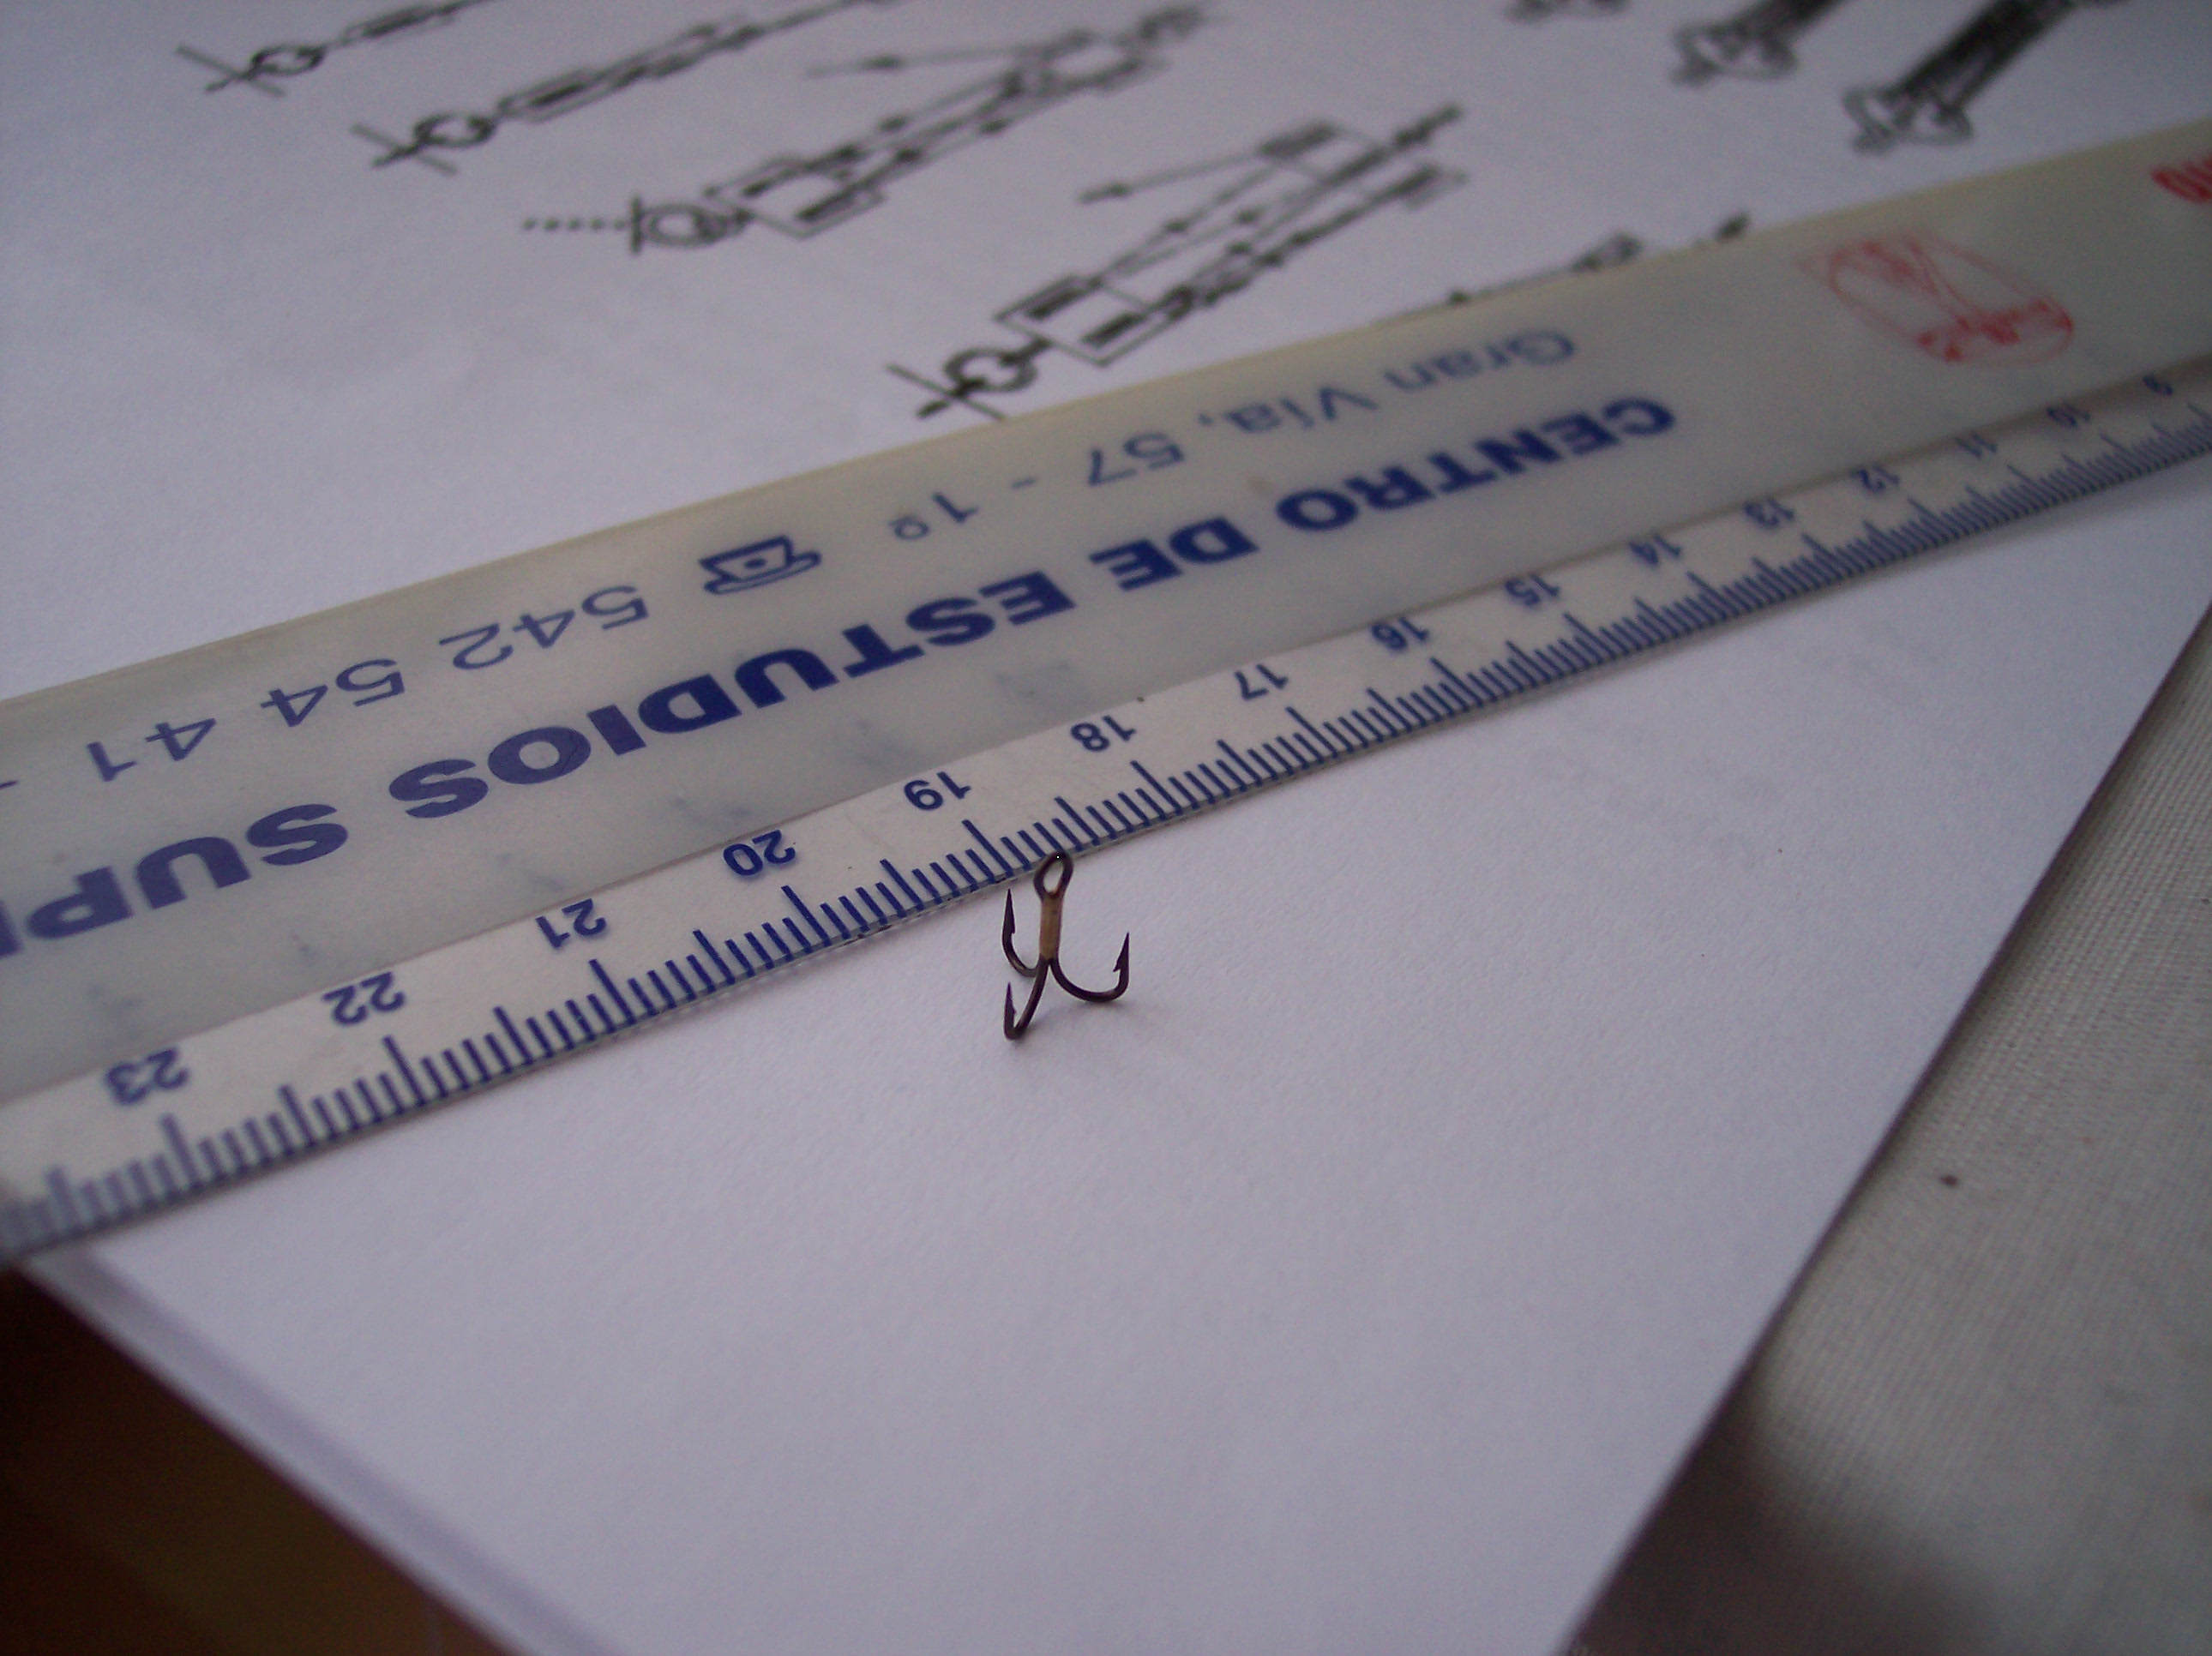 CENTRO DE ESTUDIOS SUP
Gran Vía, 57 - 1º ☎ 542 54 41 -
9 10 11 12 13 14 15 16 17 18 19 20 21 22 23